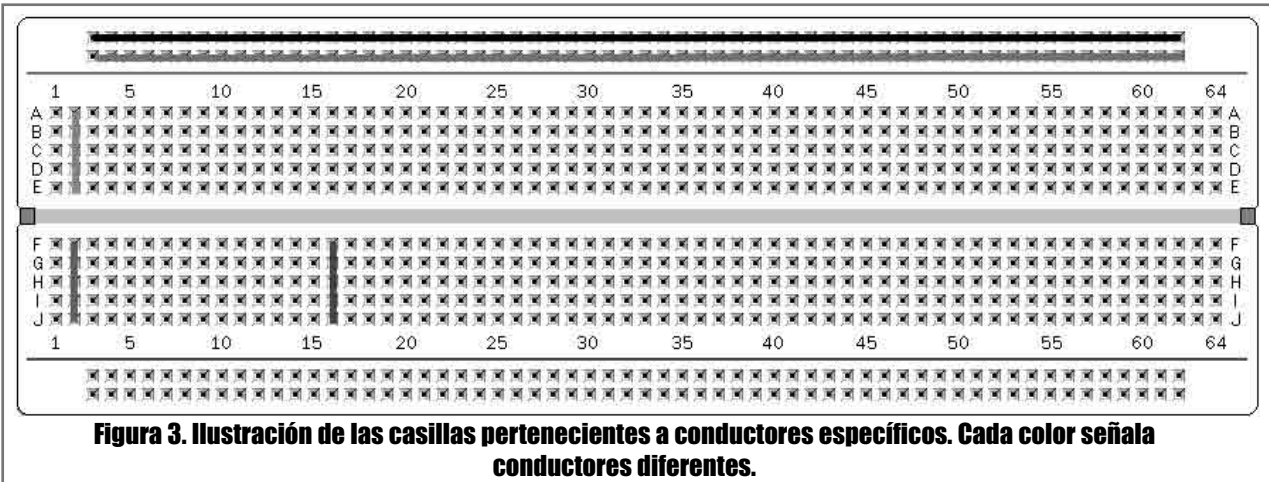 1 5 10 15 20 25 30 35 40 45 50 55 60 64
A A
B B
C C
D D
E E
F F
G G
H H
I I
J J
1 5 10 15 20 25 30 35 40 45 50 55 60 64
Figura 3. Ilustración de las casillas pertenecientes a conductores específicos. Cada color señala
conductores diferentes.